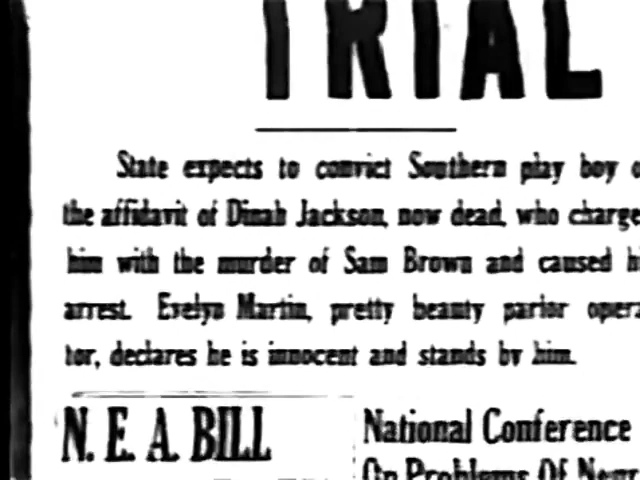 TRIAL
State expects to convict Southern play boy
the affidavit of Dinah Jackson, now dead, who charge
him with the murder of Sam Brown and caused
arrest. Evelyn Martin, pretty beauty parlor opera
tor, declares he is innocent and stands by him.
N. E. A. BILL
National Conference
On Problems Of